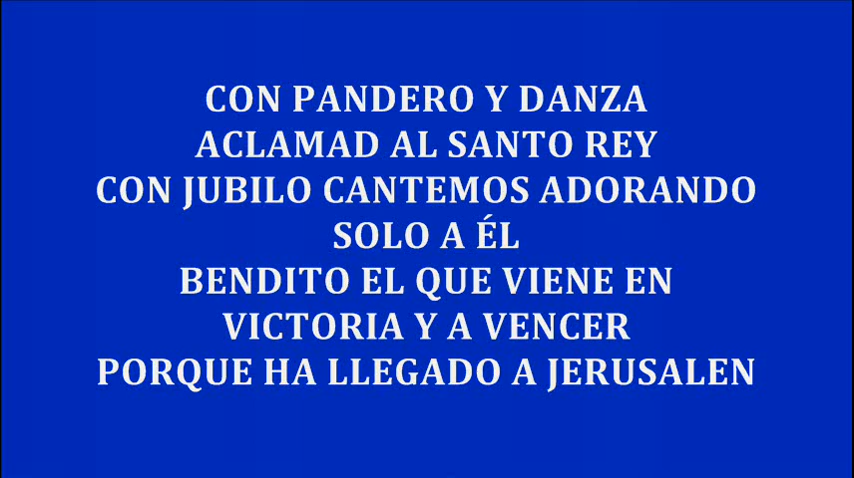 CON PANDERO Y DANZA
ACLAMAD AL SANTO REY
CON JUBILO CANTEMOS ADORANDO
SOLO A ÉL
BENDITO EL QUE VIENE EN
VICTORIA Y A VENCER
PORQUE HA LLEGADO A JERUSALEN